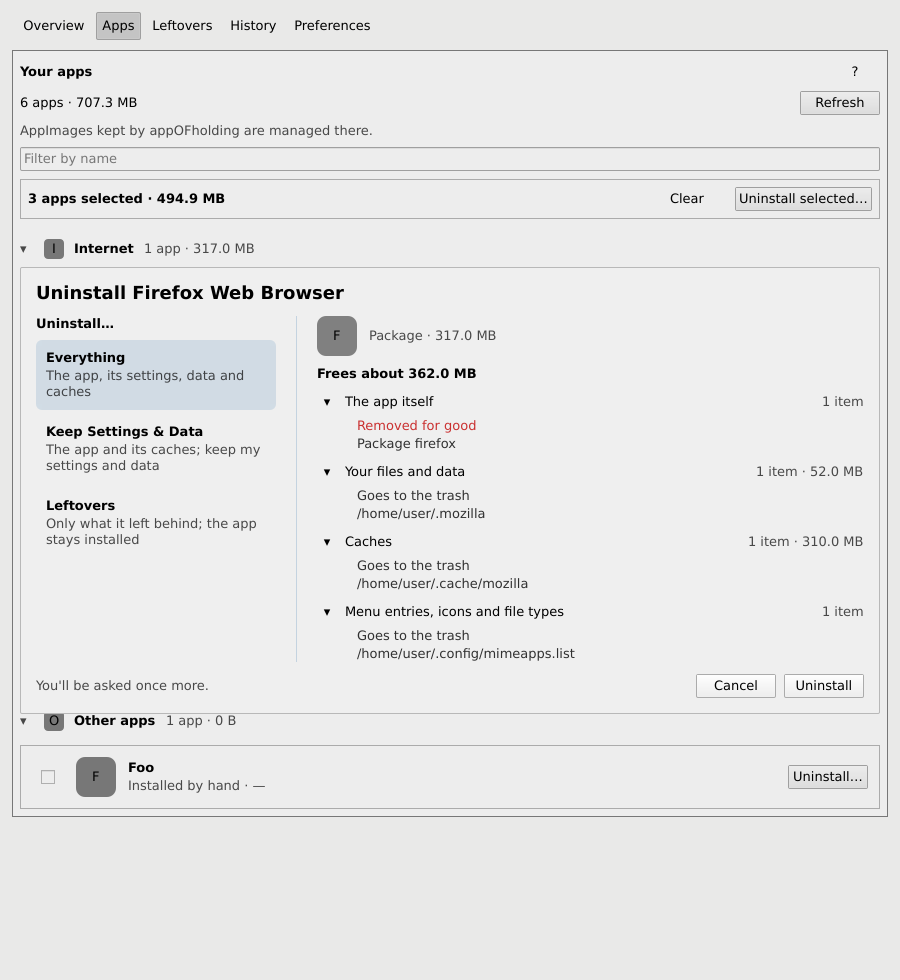 Overview Apps Leftovers History Preferences
Your apps ?
6 apps · 707.3 MB Refresh
AppImages kept by appOFholding are managed there.
Filter by name
3 apps selected · 494.9 MB Clear Uninstall selected...
▾ I Internet 1 app · 317.0 MB
Uninstall Firefox Web Browser
Uninstall...
Everything
The app, its settings, data and
caches
Keep Settings & Data
The app and its caches; keep my
settings and data
Leftovers
Only what it left behind; the app
stays installed
F Package · 317.0 MB
Frees about 362.0 MB
▾ The app itself 1 item
Removed for good
Package firefox
▾ Your files and data 1 item · 52.0 MB
Goes to the trash
/home/user/.mozilla
▾ Caches 1 item · 310.0 MB
Goes to the trash
/home/user/.cache/mozilla
▾ Menu entries, icons and file types 1 item
Goes to the trash
/home/user/.config/mimeapps.list
You'll be asked once more. Cancel Uninstall
▾ O Other apps 1 app · 0 B
F Foo
Installed by hand · —
Uninstall...